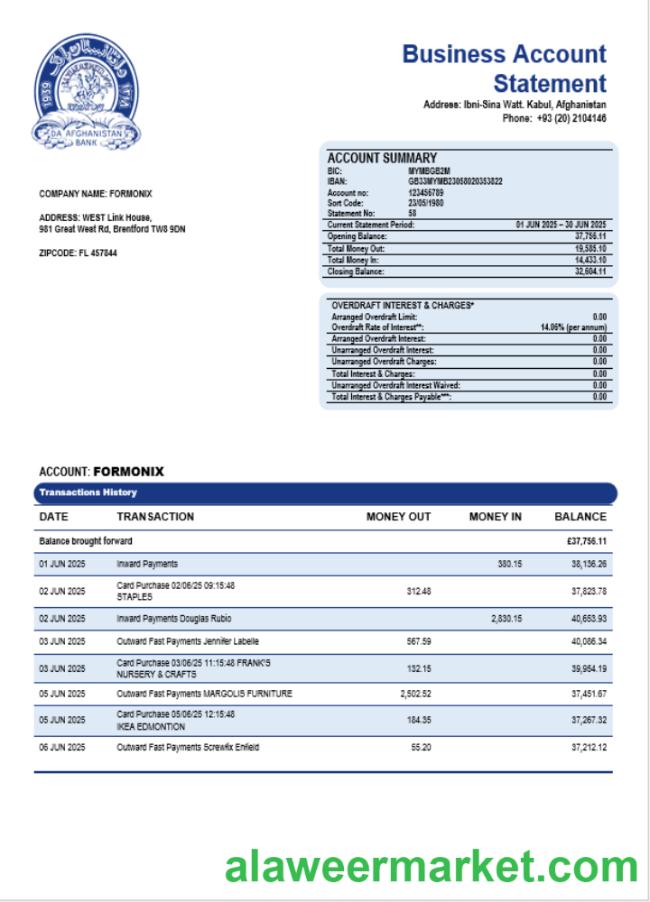 1939
DA AFGHANISTAN
BANK
Business Account
Statement
Address: Ibni-Sina Watt. Kabul, Afghanistan
Phone: +93 (20) 2104146
COMPANY NAME: FORMONIX
ADDRESS: WEST Link House,
981 Great West Rd, Brentford TW8 9DN
ZIPCODE: FL 457844
ACCOUNT SUMMARY
BIC: MYMBGB2M
IBAN: GB33MYMB23058020353822
Account no: 123456789
Sort Code: 23/05/1980
Statement No: 58
Current Statement Period: 01 JUN 2025 – 30 JUN 2025
Opening Balance: 37,756.11
Total Money Out: 19,585.10
Total Money In: 14,433.10
Closing Balance: 32,604.11
OVERDRAFT INTEREST & CHARGES*
Arranged Overdraft Limit: 0.00
Overdraft Rate of Interest**: 14.06% (per annum)
Arranged Overdraft Interest: 0.00
Unarranged Overdraft Interest: 0.00
Unarranged Overdraft Charges: 0.00
Total Interest & Charges: 0.00
Unarranged Overdraft Interest Waived: 0.00
Total Interest & Charges Payable***: 0.00
ACCOUNT: FORMONIX
Transactions History
DATE TRANSACTION MONEY OUT MONEY IN BALANCE
Balance brought forward £37,756.11
01 JUN 2025 Inward Payments 380.15 38,136.26
02 JUN 2025 Card Purchase 02/06/25 09:15:48 312.48 37,823.78
STAPLES
02 JUN 2025 Inward Payments Douglas Rubio 2,830.15 40,653.93
03 JUN 2025 Outward Fast Payments Jennifer Labelle 567.59 40,086.34
03 JUN 2025 Card Purchase 03/06/25 11:15:48 FRANK'S 132.15 39,954.19
NURSERY & CRAFTS
05 JUN 2025 Outward Fast Payments MARGOLIS FURNITURE 2,502.52 37,451.67
05 JUN 2025 Card Purchase 05/06/25 12:15:48 184.35 37,267.32
IKEA EDMONTION
06 JUN 2025 Outward Fast Payments Screwfix Enfield 55.20 37,212.12
alaweermarket.com